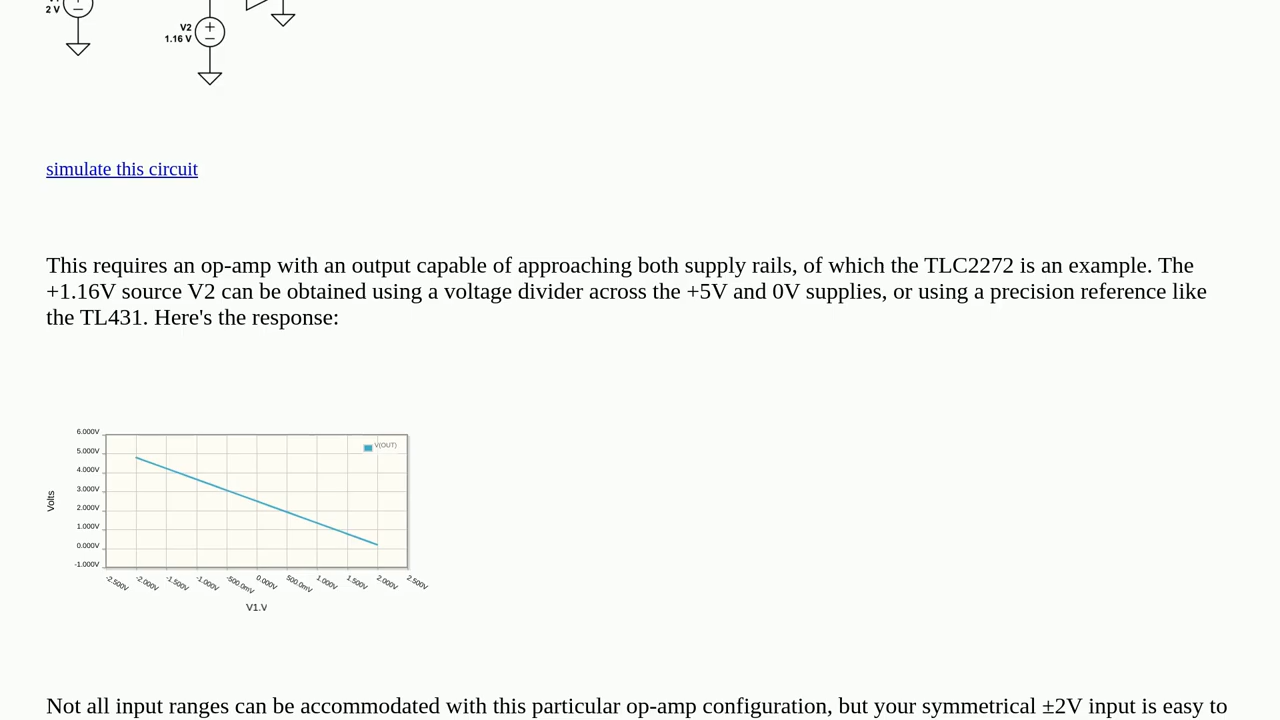 2 V
V2
1.16 V
simulate this circuit
This requires an op-amp with an output capable of approaching both supply rails, of which the TLC2272 is an example. The
+1.16V source V2 can be obtained using a voltage divider across the +5V and 0V supplies, or using a precision reference like
the TL431. Here's the response:
6.000V
5.000V
4.000V
3.000V
2.000V
1.000V
0.000V
-1.000V
Volts
V(OUT)
-2.500V
-2.000V
-1.500V
-1.000V
-500.0mV
0.000V
500.0mV
1.000V
1.500V
2.000V
2.500V
V1.V
Not all input ranges can be accommodated with this particular op-amp configuration, but your symmetrical ±2V input is easy to